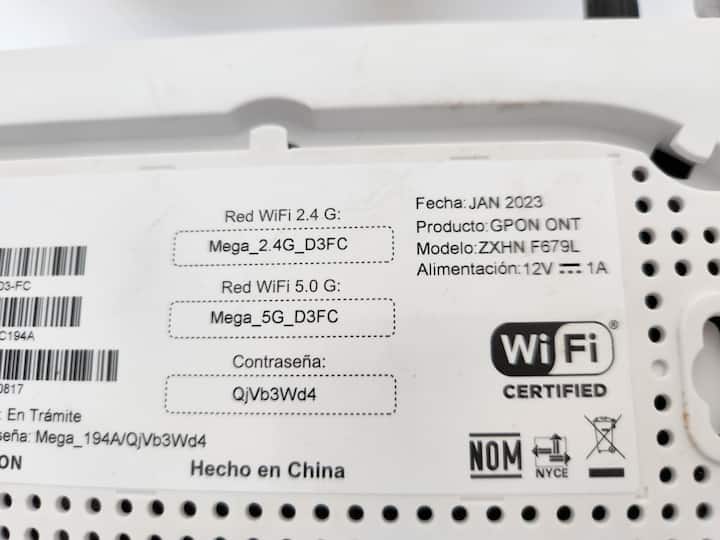 Red WiFi 2.4 G:
Mega_2.4G_D3FC
Red WiFi 5.0 G:
Mega_5G_D3FC
Contraseña:
QjVb3Wd4
Fecha: JAN 2023
Producto: GPON ONT
Modelo: ZXHN F679L
Alimentación: 12V ⎓ 1A
D3-FC
C194A
0817
: En Trámite
seña: Mega_194A/QjVb3Wd4
ON
Hecho en China
WiFi®
CERTIFIED
NOM
NYCE